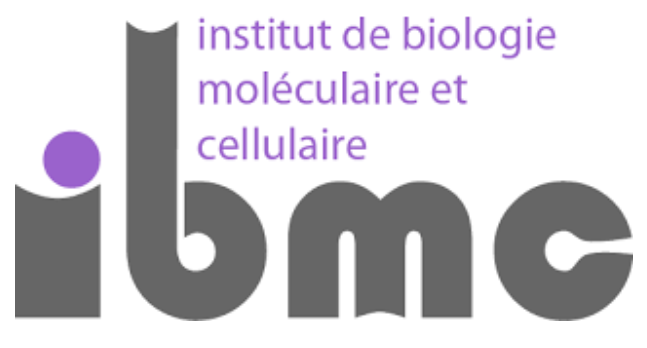 institut de biologie
moléculaire et
cellulaire
ibmc